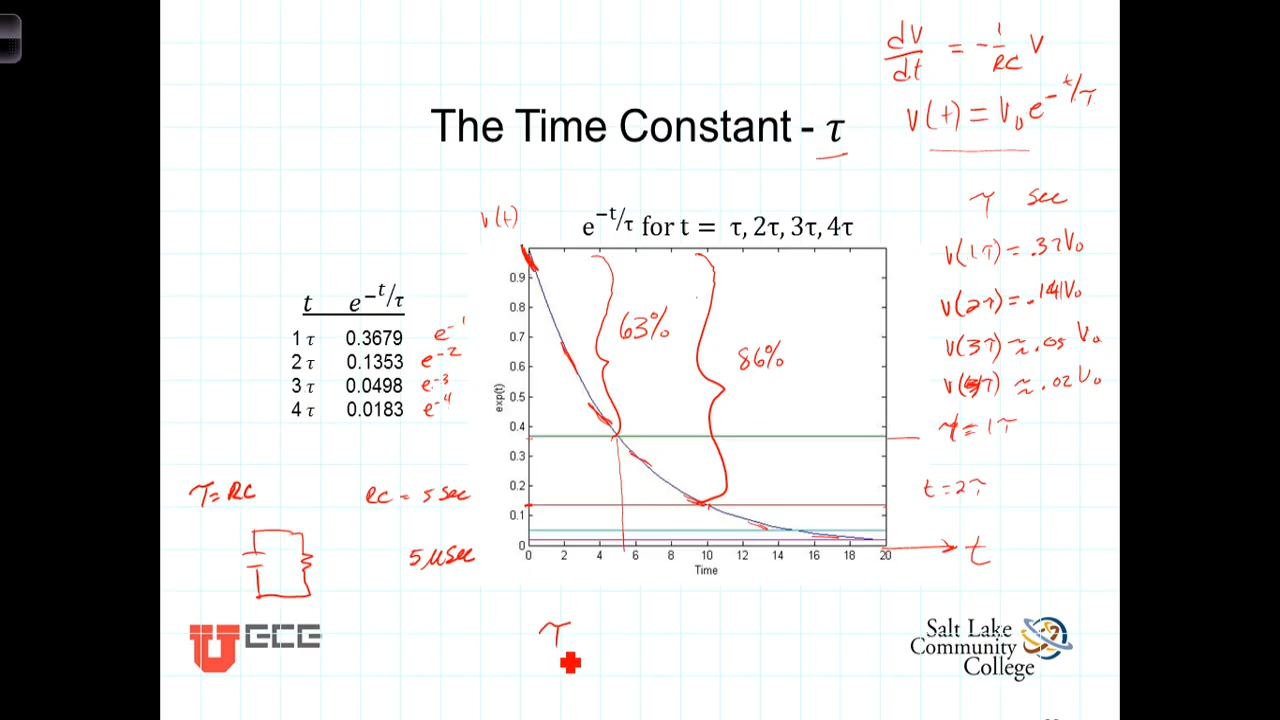 dv/dt = -1/RC V
v(t) = V₀e^-t/τ
The Time Constant - τ
τ sec
v(t)
e^−t/τ for t = τ, 2τ, 3τ, 4τ
v(1τ) = .37V₀
v(2τ) = .14V₀
v(3τ) ≈ .05 V₀
≈ .02 V₀
= 1τ
t = 2τ
t e^−t/τ
1 τ 0.3679 e^-1
2 τ 0.1353 e^-2
3 τ 0.0498 e^-3
4 τ 0.0183 e^-4
63%
86%
exp(t)
0.9
0.8
0.7
0.6
0.5
0.4
0.3
0.2
0.1
0
0 2 4 6 8 10 12 14 16 18 20
Time
t
τ = RC
RC = 5 sec
5 μsec
τ
U ECE
Salt Lake
Community
College